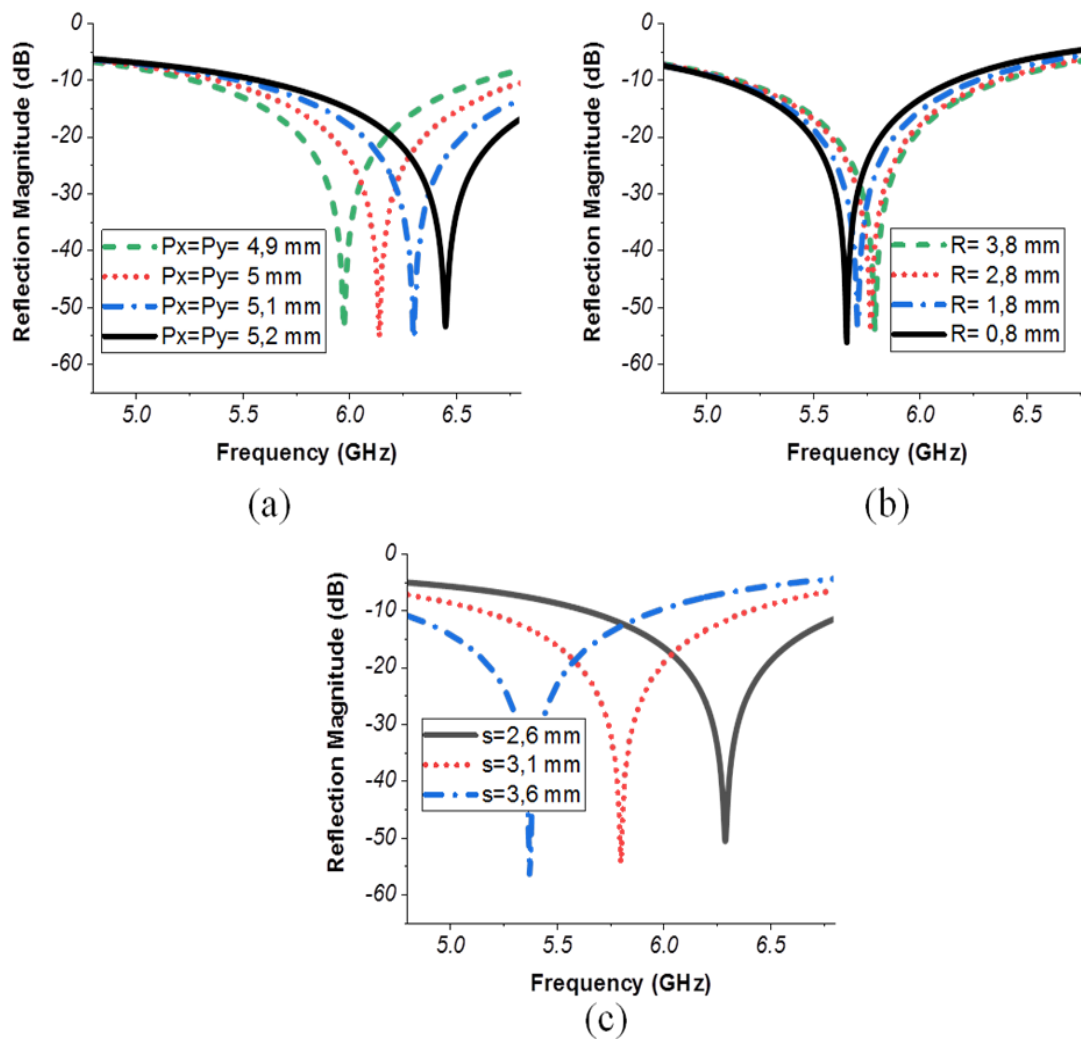 0
-10
-20
-30
-40
-50
-60
Reflection Magnitude (dB)
Px=Py= 4,9 mm
Px=Py= 5 mm
Px=Py= 5,1 mm
Px=Py= 5,2 mm
5.0 5.5 6.0 6.5
Frequency (GHz)
(a)
0
-10
-20
-30
-40
-50
-60
Reflection Magnitude (dB)
R= 3,8 mm
R= 2,8 mm
R= 1,8 mm
R= 0,8 mm
5.0 5.5 6.0 6.5
Frequency (GHz)
(b)
0
-10
-20
-30
-40
-50
-60
Reflection Magnitude (dB)
s=2,6 mm
s=3,1 mm
s=3,6 mm
5.0 5.5 6.0 6.5
Frequency (GHz)
(c)